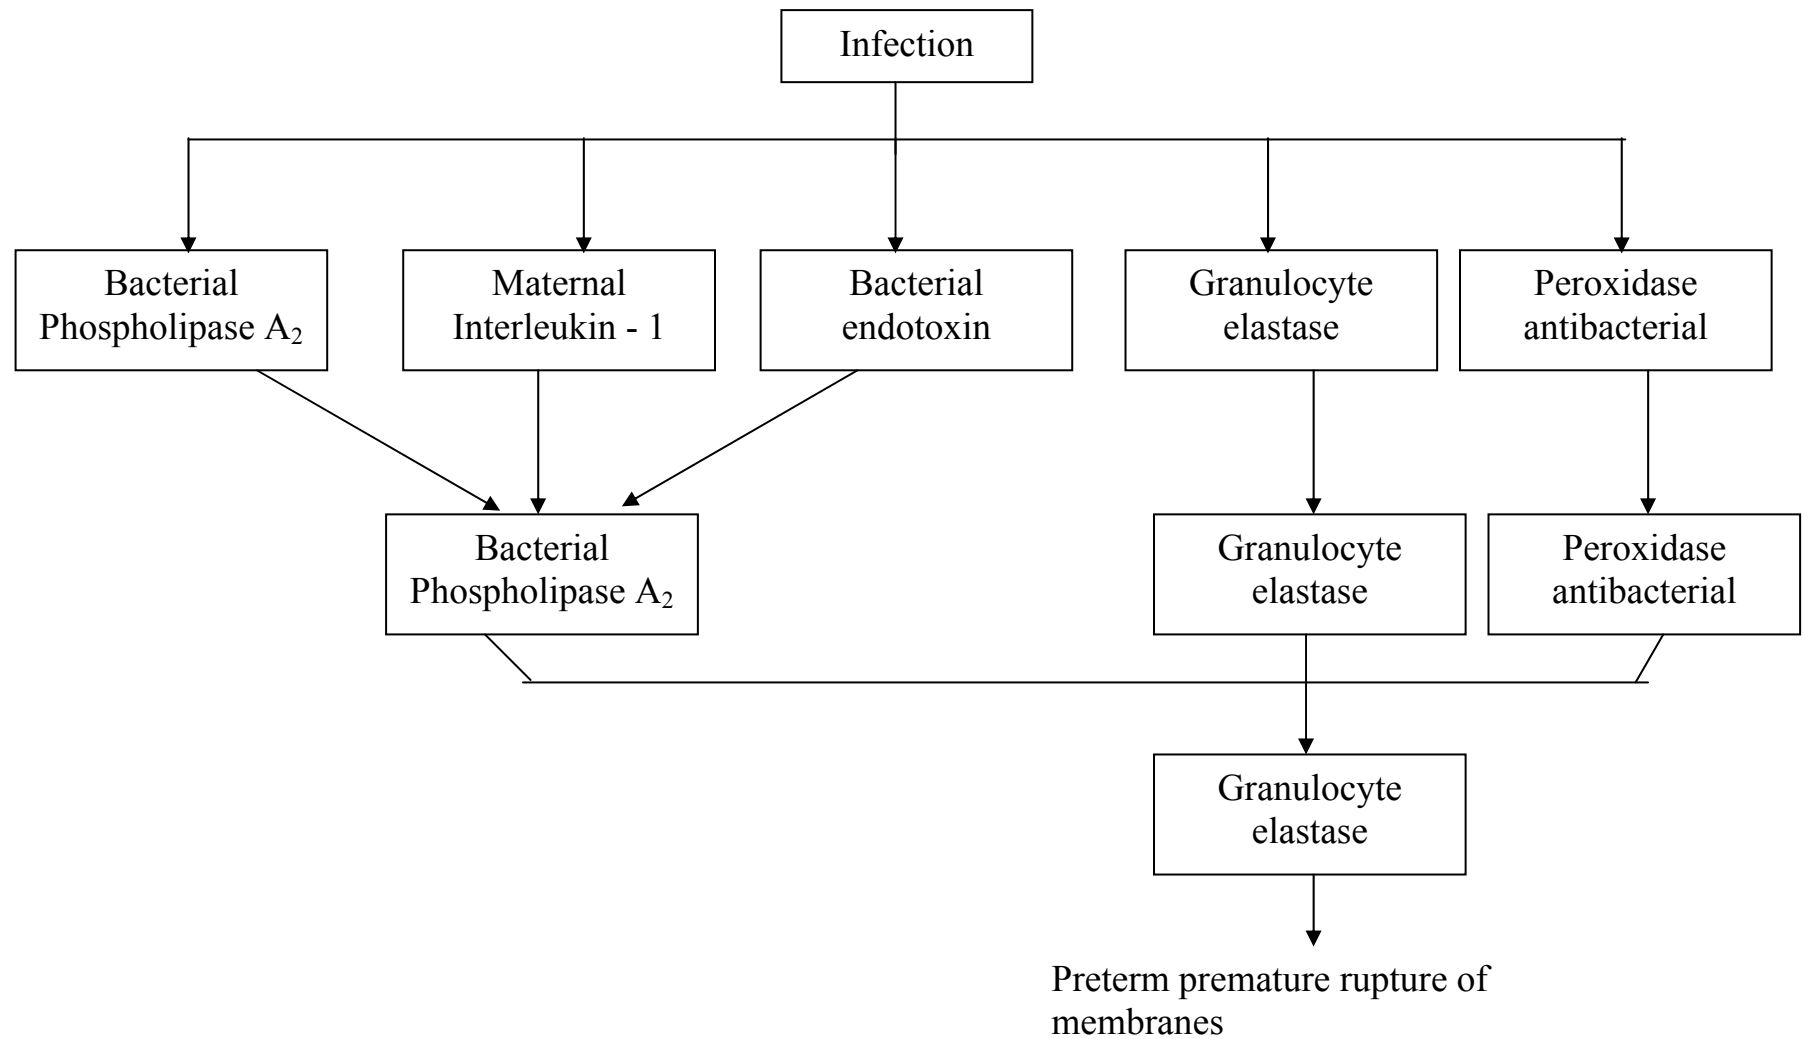 Infection
Bacterial
Phospholipase A₂
Maternal
Interleukin - 1
Bacterial
endotoxin
Granulocyte
elastase
Peroxidase
antibacterial
Bacterial
Phospholipase A₂
Granulocyte
elastase
Peroxidase
antibacterial
Granulocyte
elastase
Preterm premature rupture of
membranes